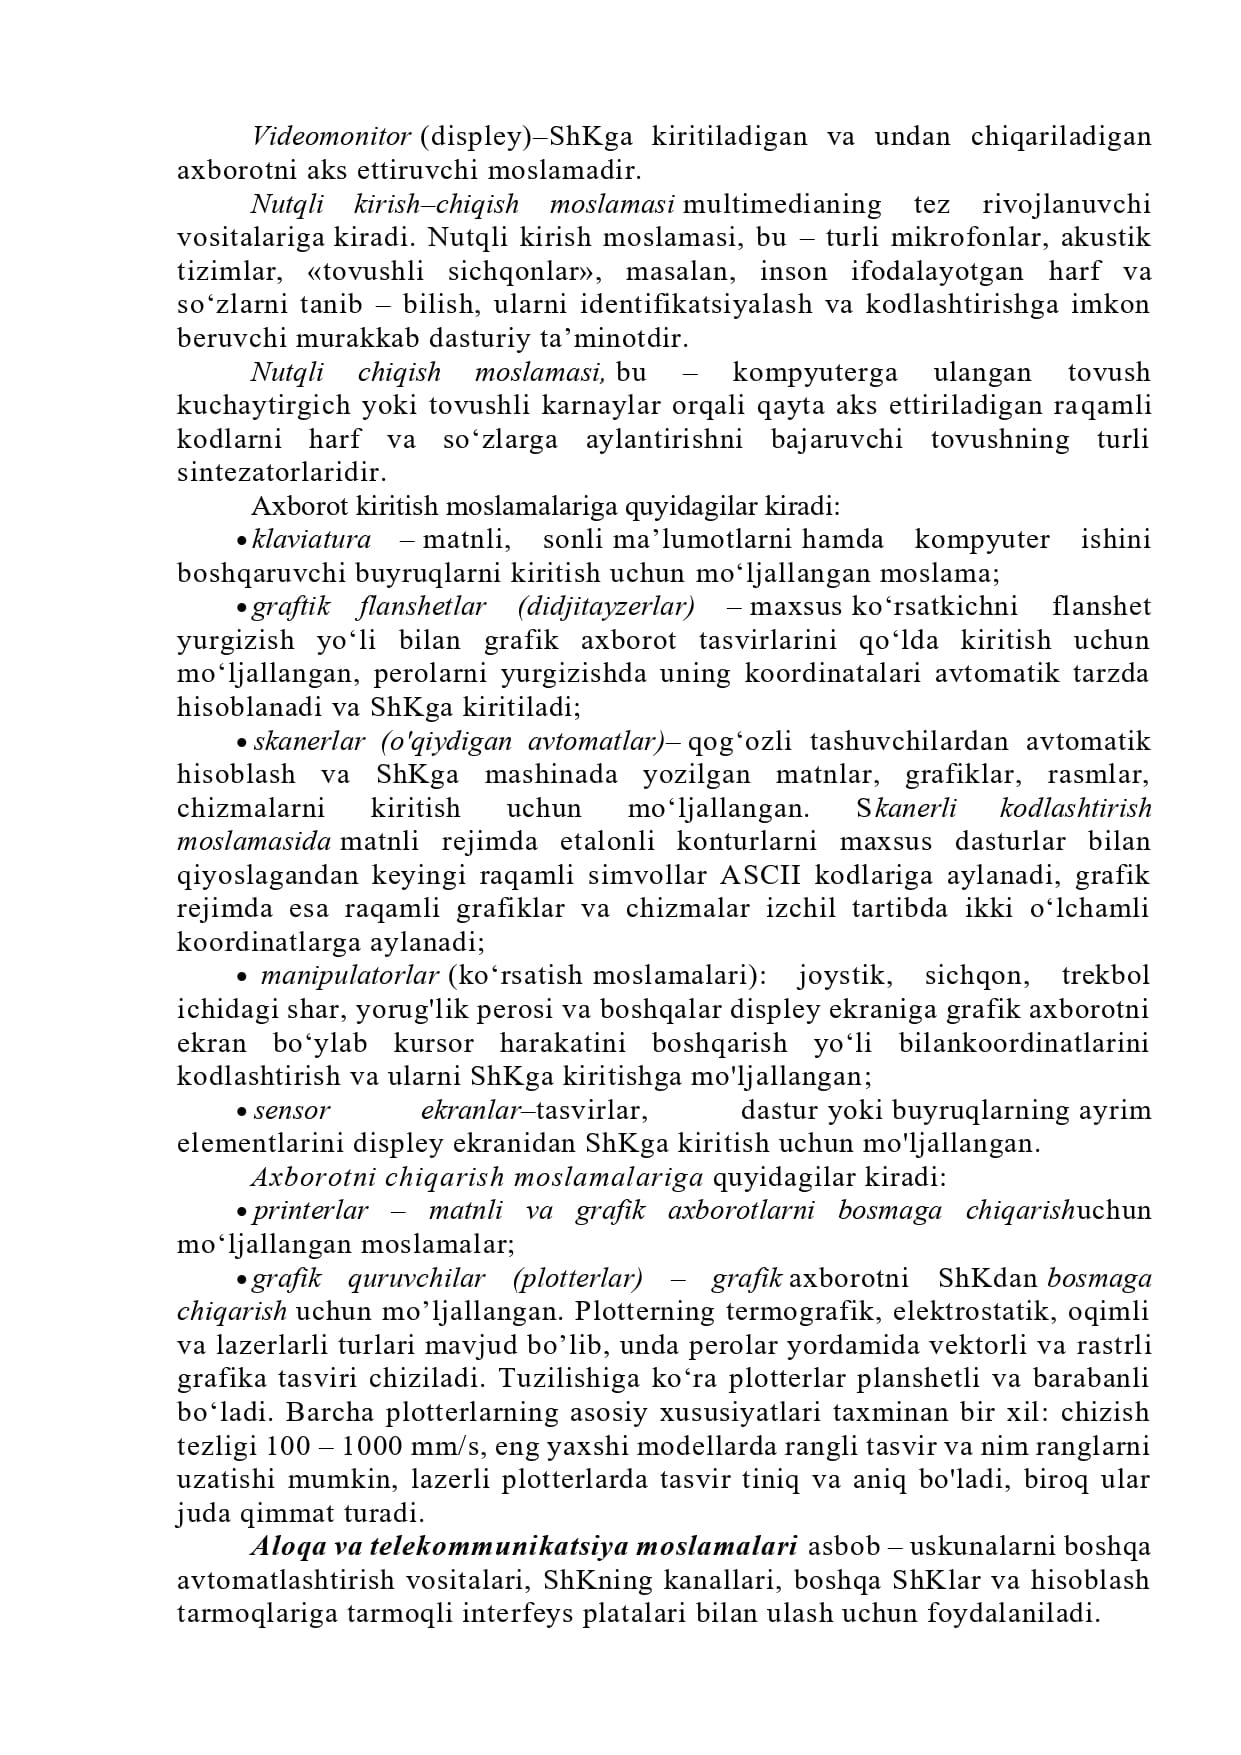 Videomonitor (displey)–ShKga kiritiladigan va undan chiqariladigan
axborotni aks ettiruvchi moslamadir.
Nutqli kirish–chiqish moslamasi multimedianing tez rivojlanuvchi
vositalariga kiradi. Nutqli kirish moslamasi, bu – turli mikrofonlar, akustik
tizimlar, «tovushli sichqonlar», masalan, inson ifodalayotgan harf va
so‘zlarni tanib – bilish, ularni identifikatsiyalash va kodlashtirishga imkon
beruvchi murakkab dasturiy ta’minotdir.
Nutqli chiqish moslamasi, bu – kompyuterga ulangan tovush
kuchaytirgich yoki tovushli karnaylar orqali qayta aks ettiriladigan raqamli
kodlarni harf va so‘zlarga aylantirishni bajaruvchi tovushning turli
sintezatorlaridir.
Axborot kiritish moslamalariga quyidagilar kiradi:
• klaviatura – matnli, sonli ma’lumotlarni hamda kompyuter ishini
boshqaruvchi buyruqlarni kiritish uchun mo‘ljallangan moslama;
• graftik flanshetlar (didjitayzerlar) – maxsus ko‘rsatkichni flanshet
yurgizish yo‘li bilan grafik axborot tasvirlarini qo‘lda kiritish uchun
mo‘ljallangan, perolarni yurgizishda uning koordinatalari avtomatik tarzda
hisoblanadi va ShKga kiritiladi;
• skanerlar (o'qiydigan avtomatlar)– qog‘ozli tashuvchilardan avtomatik
hisoblash va ShKga mashinada yozilgan matnlar, grafiklar, rasmlar,
chizmalarni kiritish uchun mo‘ljallangan. Skanerli kodlashtirish
moslamasida matnli rejimda etalonli konturlarni maxsus dasturlar bilan
qiyoslagandan keyingi raqamli simvollar ASCII kodlariga aylanadi, grafik
rejimda esa raqamli grafiklar va chizmalar izchil tartibda ikki o‘lchamli
koordinatlarga aylanadi;
• manipulatorlar (ko‘rsatish moslamalari): joystik, sichqon, trekbol
ichidagi shar, yorug'lik perosi va boshqalar displey ekraniga grafik axborotni
ekran bo‘ylab kursor harakatini boshqarish yo‘li bilankoordinatlarini
kodlashtirish va ularni ShKga kiritishga mo'ljallangan;
• sensor ekranlar–tasvirlar, dastur yoki buyruqlarning ayrim
elementlarini displey ekranidan ShKga kiritish uchun mo'ljallangan.
Axborotni chiqarish moslamalariga quyidagilar kiradi:
• printerlar – matnli va grafik axborotlarni bosmaga chiqarishuchun
mo‘ljallangan moslamalar;
• grafik quruvchilar (plotterlar) – grafik axborotni ShKdan bosmaga
chiqarish uchun mo’ljallangan. Plotterning termografik, elektrostatik, oqimli
va lazerlarli turlari mavjud bo’lib, unda perolar yordamida vektorli va rastrli
grafika tasviri chiziladi. Tuzilishiga ko‘ra plotterlar planshetli va barabanli
bo‘ladi. Barcha plotterlarning asosiy xususiyatlari taxminan bir xil: chizish
tezligi 100 – 1000 mm/s, eng yaxshi modellarda rangli tasvir va nim ranglarni
uzatishi mumkin, lazerli plotterlarda tasvir tiniq va aniq bo'ladi, biroq ular
juda qimmat turadi.
Aloqa va telekommunikatsiya moslamalari asbob – uskunalarni boshqa
avtomatlashtirish vositalari, ShKning kanallari, boshqa ShKlar va hisoblash
tarmoqlariga tarmoqli interfeys platalari bilan ulash uchun foydalaniladi.